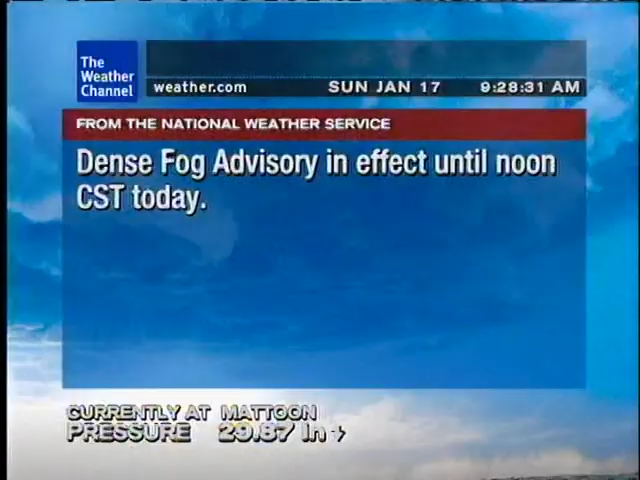 The
Weather
Channel
weather.com SUN JAN 17 9:28:31 AM
FROM THE NATIONAL WEATHER SERVICE
Dense Fog Advisory in effect until noon
CST today.
CURRENTLY AT MATTOON
PRESSURE 29.87 in